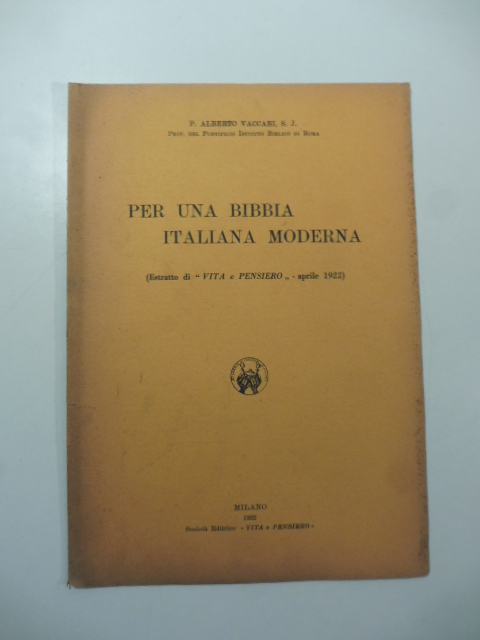 P. ALBERTO VACCARI, S. J.
PROF. DEL PONTIFICIO ISTITUTO BIBLICO DI ROMA
PER UNA BIBBIA
ITALIANA MODERNA
(Estratto di “ VITA e PENSIERO „ - aprile 1922)
MILANO
1922
Società Editrice « VITA e PENSIERO »